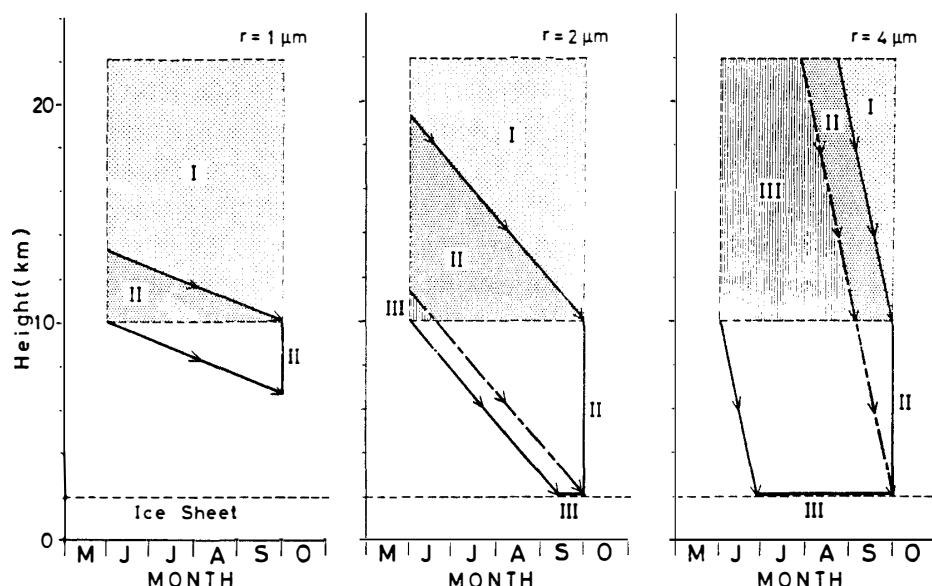 r = 1 μm
r = 2 μm
r = 4 μm
Height (km)
20
10
0
I
II
II
I
II
III
II
III
I
II
III
II
III
Ice Sheet
M J J A S O
M J J A S O
M J J A S O
MONTH
MONTH
MONTH